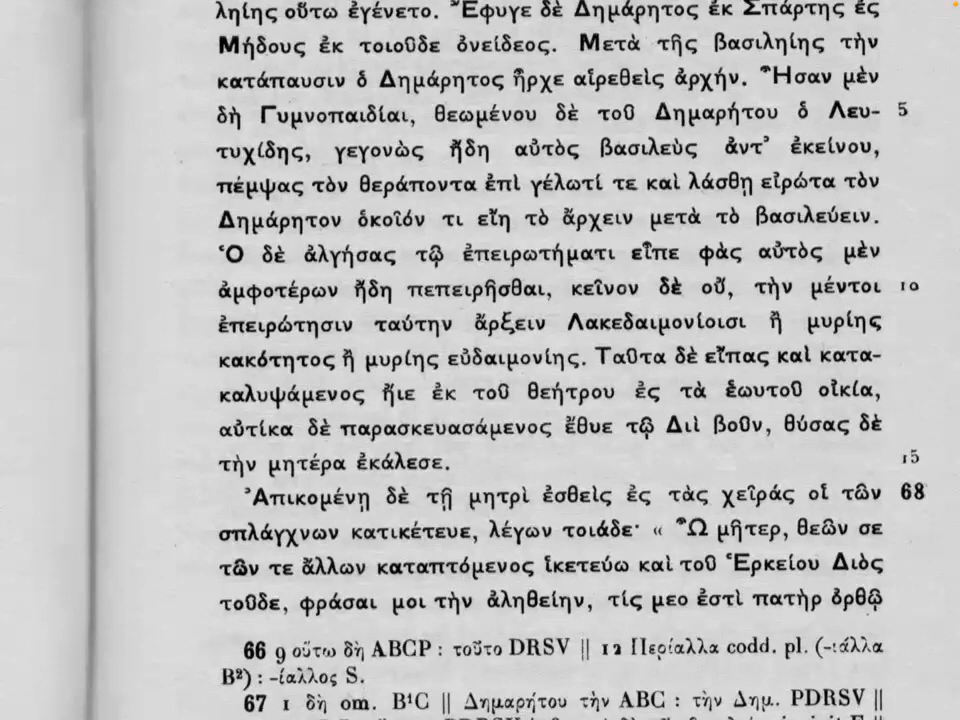 ληίης οὕτω ἐγένετο. Ἔφυγε δὲ Δημάρητος ἐκ Σπάρτης ἐς
Μήδους ἐκ τοιοῦδε ὀνείδεος. Μετὰ τῆς βασιληίης τὴν
κατάπαυσιν ὁ Δημάρητος ἦρχε αἱρεθεὶς ἀρχήν. Ἦσαν μὲν
δὴ Γυμνοπαιδίαι, θεωμένου δὲ τοῦ Δημαρήτου ὁ Λευ- 5
τυχίδης, γεγονὼς ἤδη αὐτὸς βασιλεὺς ἀντ᾽ ἐκείνου,
πέμψας τὸν θεράποντα ἐπὶ γέλωτί τε καὶ λάσθῃ εἰρώτα τὸν
Δημάρητον ὁκοῖόν τι εἴη τὸ ἄρχειν μετὰ τὸ βασιλεύειν.
Ὁ δὲ ἀλγήσας τῷ ἐπειρωτήματι εἶπε φὰς αὐτὸς μὲν
ἀμφοτέρων ἤδη πεπειρῆσθαι, κεῖνον δὲ οὔ, τὴν μέντοι 10
ἐπειρώτησιν ταύτην ἄρξειν Λακεδαιμονίοισι ἢ μυρίης
κακότητος ἢ μυρίης εὐδαιμονίης. Ταῦτα δὲ εἴπας καὶ κατα-
καλυψάμενος ἤιε ἐκ τοῦ θεήτρου ἐς τὰ ἑωυτοῦ οἰκία,
αὐτίκα δὲ παρασκευασάμενος ἔθυε τῷ Διὶ βοῦν, θύσας δὲ
τὴν μητέρα ἐκάλεσε. 15
Ἀπικομένῃ δὲ τῇ μητρὶ ἐσθεὶς ἐς τὰς χεῖράς οἱ τῶν 68
σπλάγχνων κατικέτευε, λέγων τοιάδε· « Ὦ μῆτερ, θεῶν σε
τῶν τε ἄλλων καταπτόμενος ἱκετεύω καὶ τοῦ Ἑρκείου Διὸς
τοῦδε, φράσαι μοι τὴν ἀληθείην, τίς μεο ἐστὶ πατὴρ ὀρθῷ
66 9 οὕτω δὴ ABCP : τοῦτο DRSV || 12 Περίαλλα codd. pl. (-ιάλλα
B²) : -ίαλλος S.
67 1 δὴ om. B¹C || Δημαρήτου τὴν ABC : τὴν Δημ. PDRSV ||